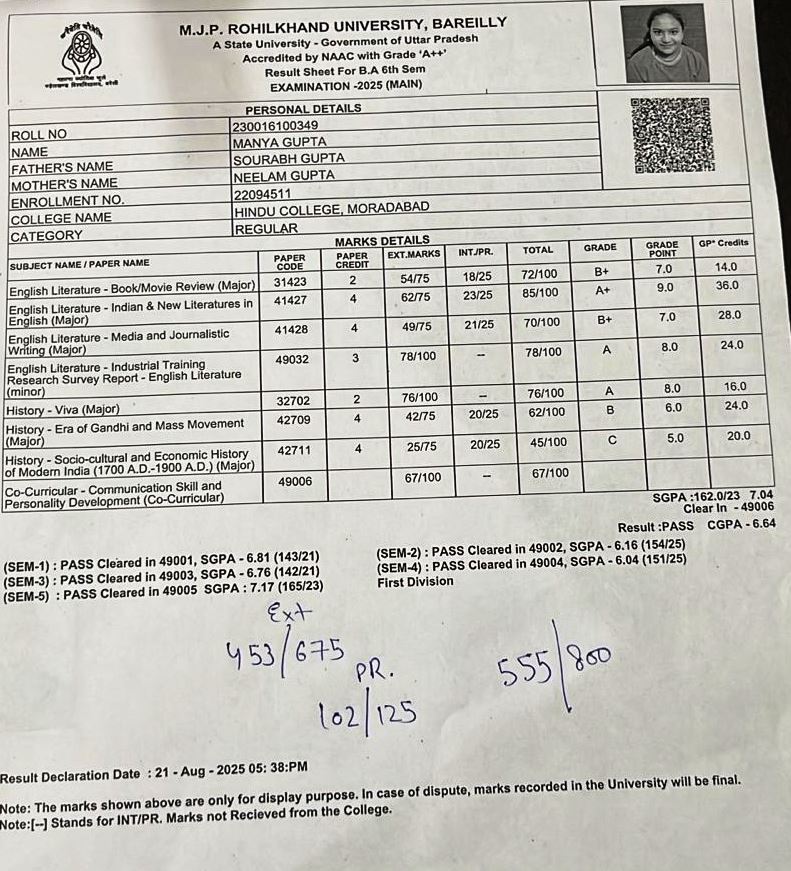 M.J.P. ROHILKHAND UNIVERSITY, BAREILLY
A State University - Government of Uttar Pradesh
Accredited by NAAC with Grade 'A++'
Result Sheet For B.A 6th Sem
EXAMINATION -2025 (MAIN)
PERSONAL DETAILS
ROLL NO 230016100349
NAME MANYA GUPTA
FATHER'S NAME SOURABH GUPTA
MOTHER'S NAME NEELAM GUPTA
ENROLLMENT NO. 22094511
COLLEGE NAME HINDU COLLEGE, MORADABAD
CATEGORY REGULAR
MARKS DETAILS
SUBJECT NAME / PAPER NAME PAPER CODE PAPER CREDIT EXT.MARKS INT./PR. TOTAL GRADE GRADE POINT GP* Credits
English Literature - Book/Movie Review (Major) 31423 2 54/75 18/25 72/100 B+ 7.0 14.0
English Literature - Indian & New Literatures in English (Major) 41427 4 62/75 23/25 85/100 A+ 9.0 36.0
English Literature - Media and Journalistic Writing (Major) 41428 4 49/75 21/25 70/100 B+ 7.0 28.0
English Literature - Industrial Training Research Survey Report - English Literature (minor) 49032 3 78/100 -- 78/100 A 8.0 24.0
History - Viva (Major) 32702 2 76/100 -- 76/100 A 8.0 16.0
History - Era of Gandhi and Mass Movement (Major) 42709 4 42/75 20/25 62/100 B 6.0 24.0
History - Socio-cultural and Economic History of Modern India (1700 A.D.-1900 A.D.) (Major) 42711 4 25/75 20/25 45/100 C 5.0 20.0
Co-Curricular - Communication Skill and Personality Development (Co-Curricular) 49006 67/100 -- 67/100
SGPA :162.0/23 7.04
Clear In - 49006
Result :PASS CGPA - 6.64
(SEM-1) : PASS Cleared in 49001, SGPA - 6.81 (143/21) (SEM-2) : PASS Cleared in 49002, SGPA - 6.16 (154/25)
(SEM-3) : PASS Cleared in 49003, SGPA - 6.76 (142/21) (SEM-4) : PASS Cleared in 49004, SGPA - 6.04 (151/25)
(SEM-5) : PASS Cleared in 49005 SGPA : 7.17 (165/23) First Division
Ext
453/675
PR.
102/125
555/800
Result Declaration Date : 21 - Aug - 2025 05: 38:PM
Note: The marks shown above are only for display purpose. In case of dispute, marks recorded in the University will be final.
Note:[--] Stands for INT/PR. Marks not Recieved from the College.